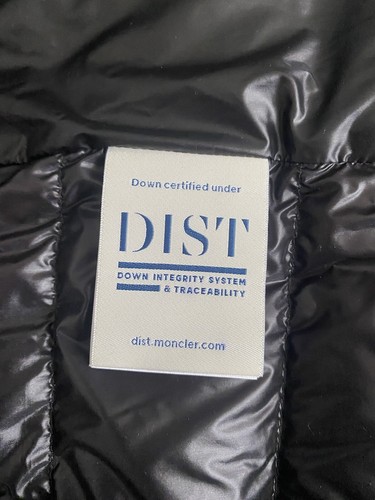 Down certified under
DIST
DOWN INTEGRITY SYSTEM
& TRACEABILITY
dist.moncler.com